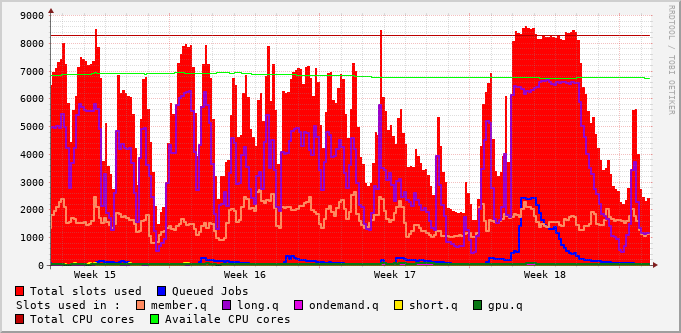 9000
8000
7000
6000
5000
4000
3000
2000
1000
0
Week 15 Week 16 Week 17 Week 18
RRDTOOL / TOBI OETIKER
Total slots used Queued Jobs
Slots used in : member.q long.q ondemand.q short.q gpu.q
Total CPU cores Availale CPU cores